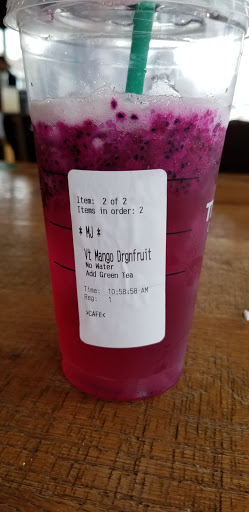 Item: 2 of 2
Items in order: 2
* MJ *
Vt Mango Drgnfruit
No Water
Add Green Tea
Time: 10:58:58 AM
Reg: 1
>CAFE<